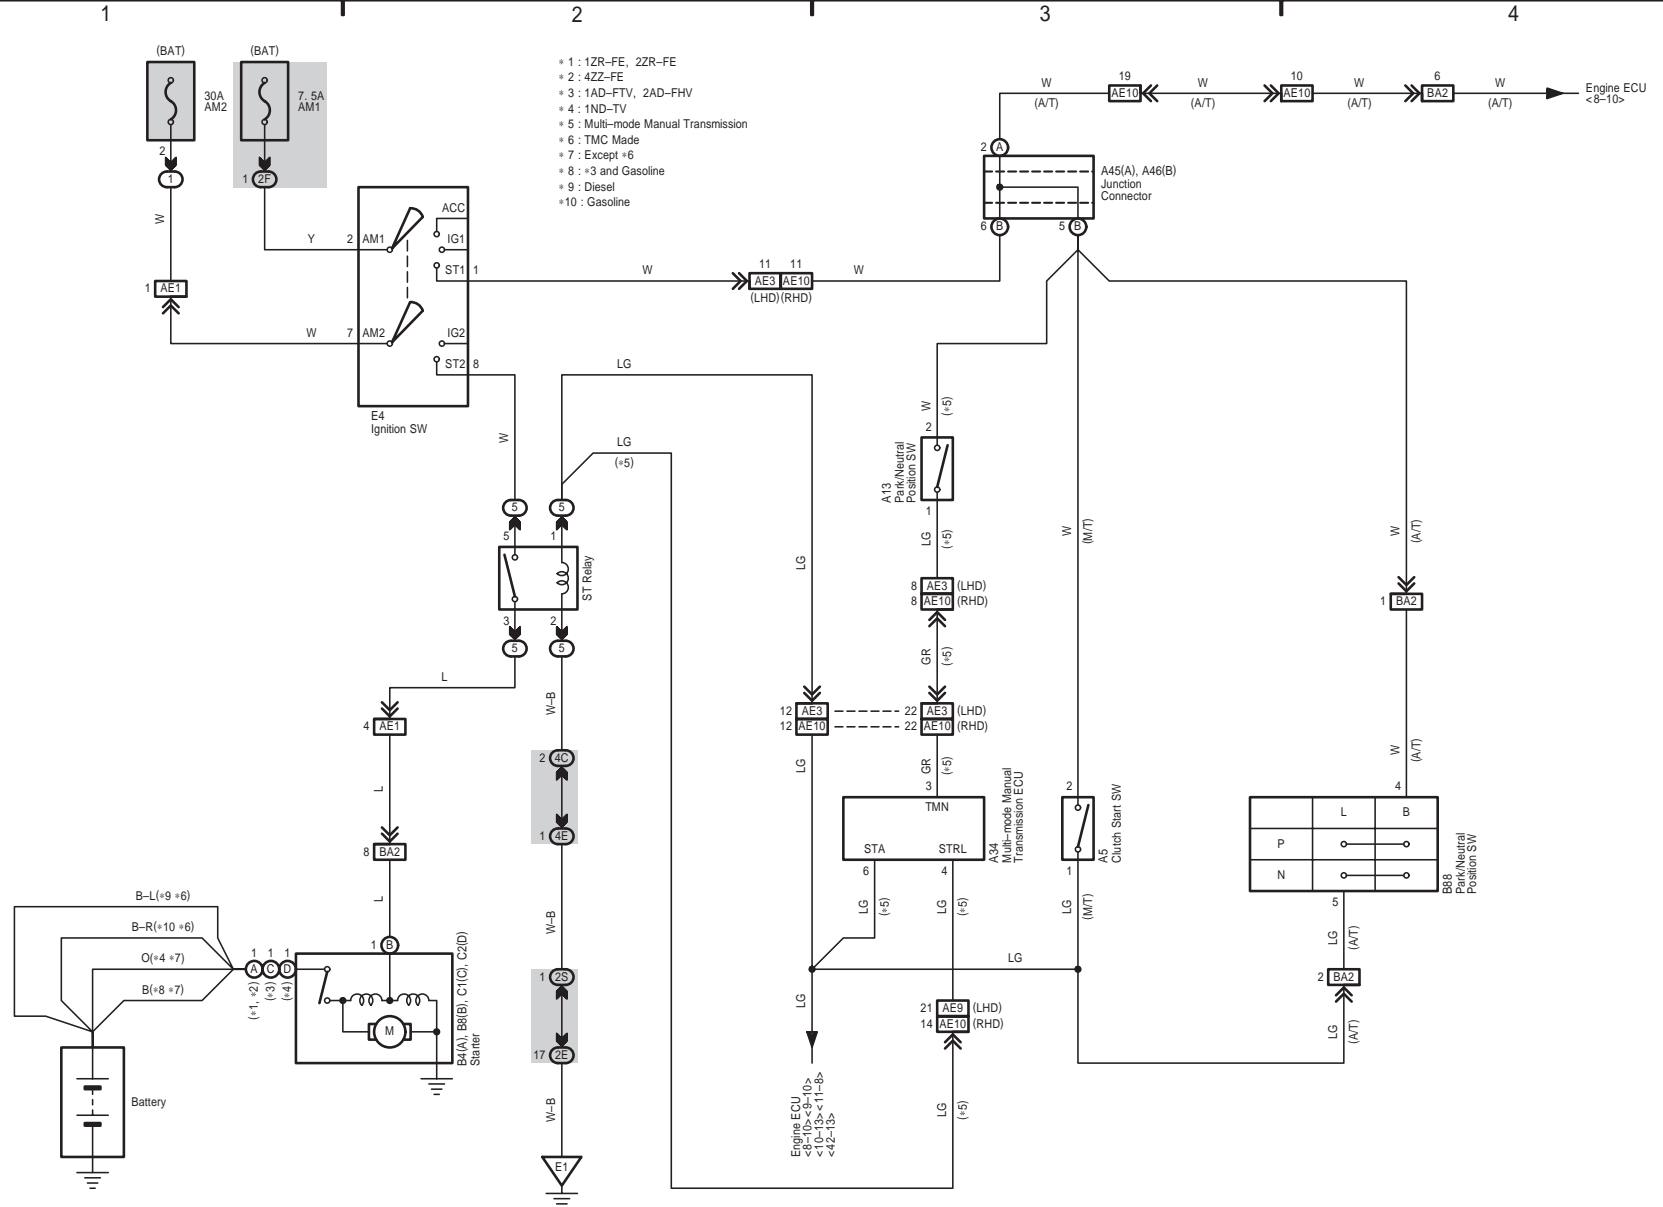 1
2
3
4
(BAT)
(BAT)
30A
AM2
7. 5A
AM1
2
1
1
2F
W
Y
1
AE1
W
∗ 1 : 1ZR–FE, 2ZR–FE
∗ 2 : 4ZZ–FE
∗ 3 : 1AD–FTV, 2AD–FHV
∗ 4 : 1ND–TV
∗ 5 : Multi–mode Manual Transmission
∗ 6 : TMC Made
∗ 7 : Except ∗6
∗ 8 : ∗3 and Gasoline
∗ 9 : Diesel
∗10 : Gasoline
2
AM1
ACC
IG1
ST1
1
7
AM2
IG2
ST2
8
E4
Ignition SW
W
11
11
AE3
AE10
(LHD)
(RHD)
W
W
(A/T)
19
AE10
W
(A/T)
10
AE10
W
(A/T)
6
BA2
W
(A/T)
Engine ECU
<8–10>
2
A
A45(A), A46(B)
Junction
Connector
6
B
5
B
LG
LG
(∗5)
W
5
5
5
1
ST Relay
3
2
5
5
L
W–B
4
AE1
L
8
BA2
L
1
B
2
4C
1
4E
W–B
1
2S
17
2E
W–B
E1
B–L(∗9 ∗6)
B–R(∗10 ∗6)
O(∗4 ∗7)
B(∗8 ∗7)
1
1
1
A
C
D
(∗1, ∗2)
(∗3)
(∗4)
M
B4(A), B8(B), C1(C), C2(D)
Starter
Battery
LG
12
AE3
12
AE10
LG
LG
Engine ECU
<8–10><9–10>
<10–13><11–8>
<42–13>
W
(∗5)
2
A13
Park/Neutral
Position SW
1
LG
(∗5)
8
AE3
(LHD)
8
AE10
(RHD)
GR
(∗5)
22
AE3
(LHD)
22
AE10
(RHD)
GR
(∗5)
3
TMN
STA
STRL
A34
Multi–mode Manual
Transmission ECU
6
4
LG
(∗5)
LG
(∗5)
LG
21
AE9
(LHD)
14
AE10
(RHD)
LG
(∗5)
W
(M/T)
2
A5
Clutch Start SW
1
LG
(M/T)
W
(A/T)
1
BA2
W
(A/T)
4
L
B
P
N
B88
Park/Neutral
Position SW
5
LG
(A/T)
2
BA2
LG
(A/T)